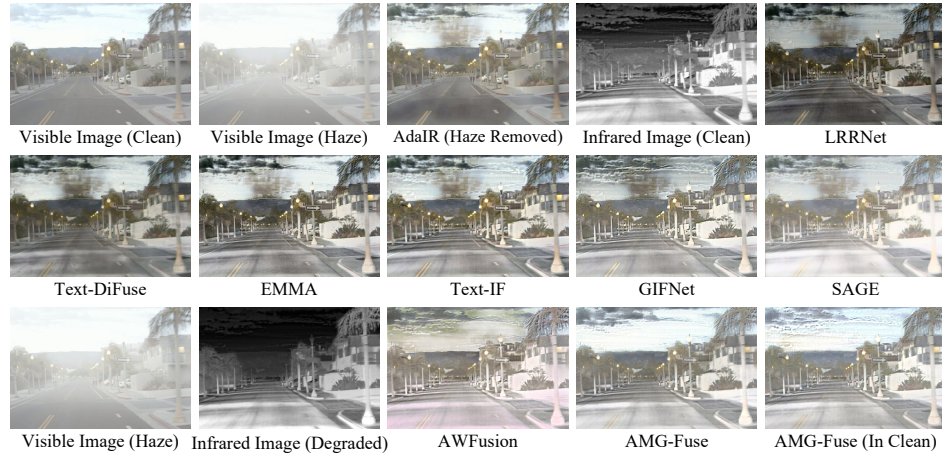 Visible Image (Clean)
Visible Image (Haze)
AdaIR (Haze Removed)
Infrared Image (Clean)
LRRNet
Text-DiFuse
EMMA
Text-IF
GIFNet
SAGE
Visible Image (Haze)
Infrared Image (Degraded)
AWFusion
AMG-Fuse
AMG-Fuse (In Clean)